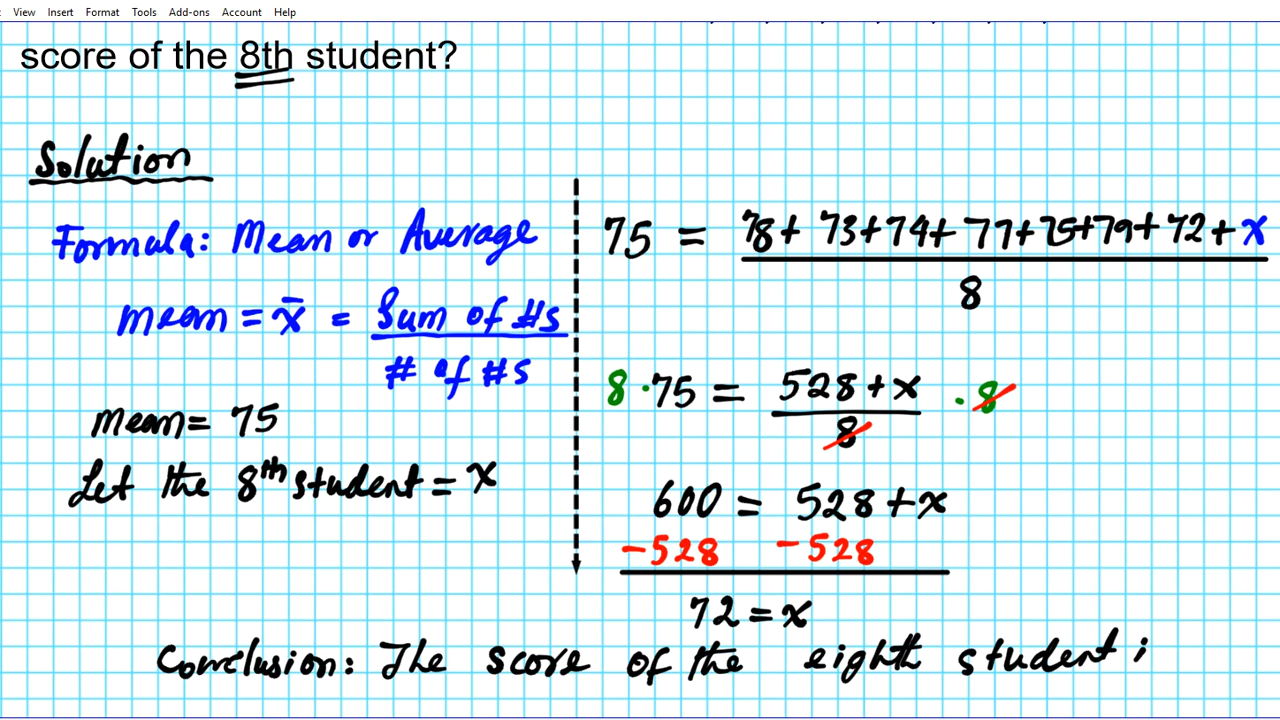 View Insert Format Tools Add-ons Account Help
score of the 8th student?
Solution
Formula: Mean or Average
mean = x̄ = Sum of #s / # of #s
mean = 75
Let the 8th student = x
75 = 78 + 73 + 74 + 77 + 75 + 79 + 72 + x / 8
8 · 75 = 528 + x / 8 · 8
600 = 528 + x
-528 -528
72 = x
Conclusion: The score of the eighth student i